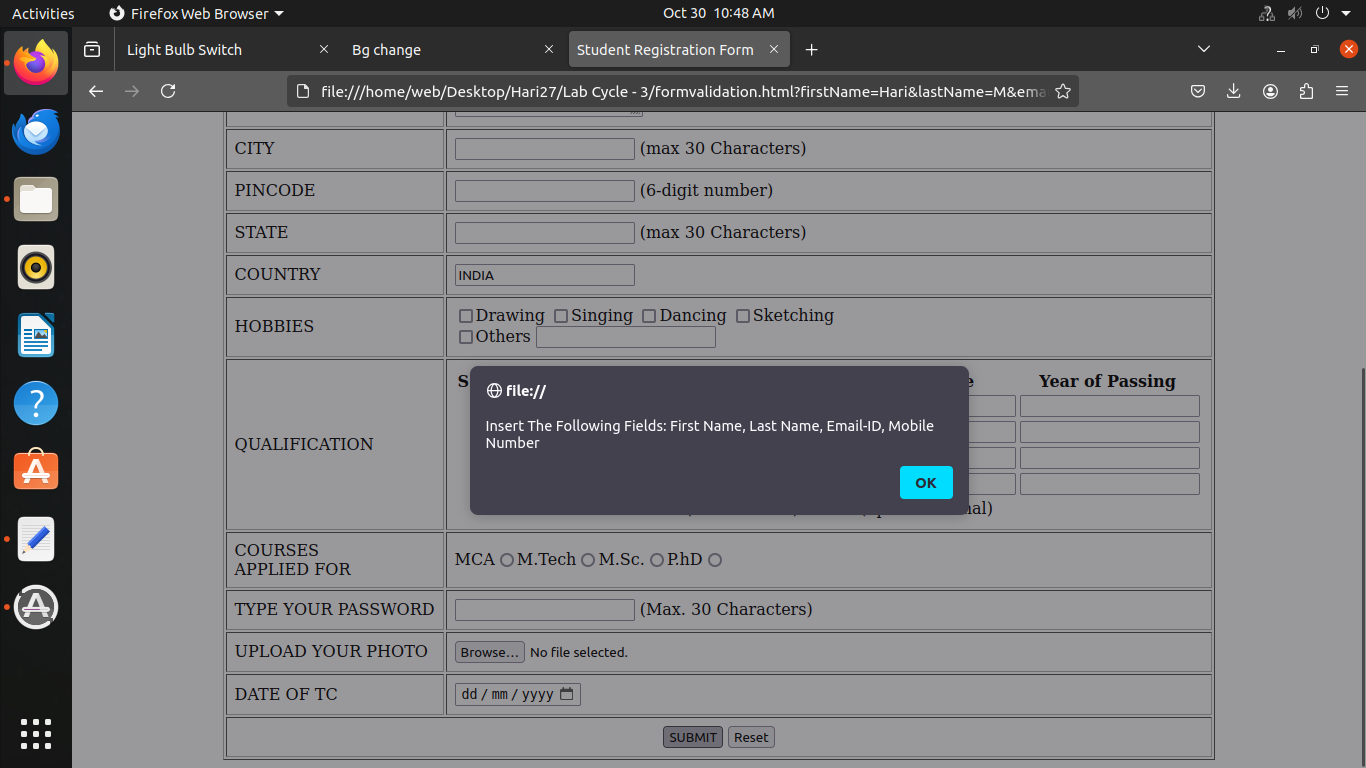 Activities Firefox Web Browser Oct 30 10:48 AM
Light Bulb Switch Bg change Student Registration Form
file:///home/web/Desktop/Hari27/Lab Cycle - 3/formvalidation.html?firstName=Hari&lastName=M&ema
CITY (max 30 Characters)
PINCODE (6-digit number)
STATE (max 30 Characters)
COUNTRY INDIA
HOBBIES
Drawing Singing Dancing Sketching
Others
Year of Passing
file://
Insert The Following Fields: First Name, Last Name, Email-ID, Mobile
Number
OK
QUALIFICATION
COURSES
APPLIED FOR
MCA M.Tech M.Sc. P.hD
TYPE YOUR PASSWORD (Max. 30 Characters)
UPLOAD YOUR PHOTO Browse... No file selected.
DATE OF TC dd / mm / yyyy
SUBMIT Reset